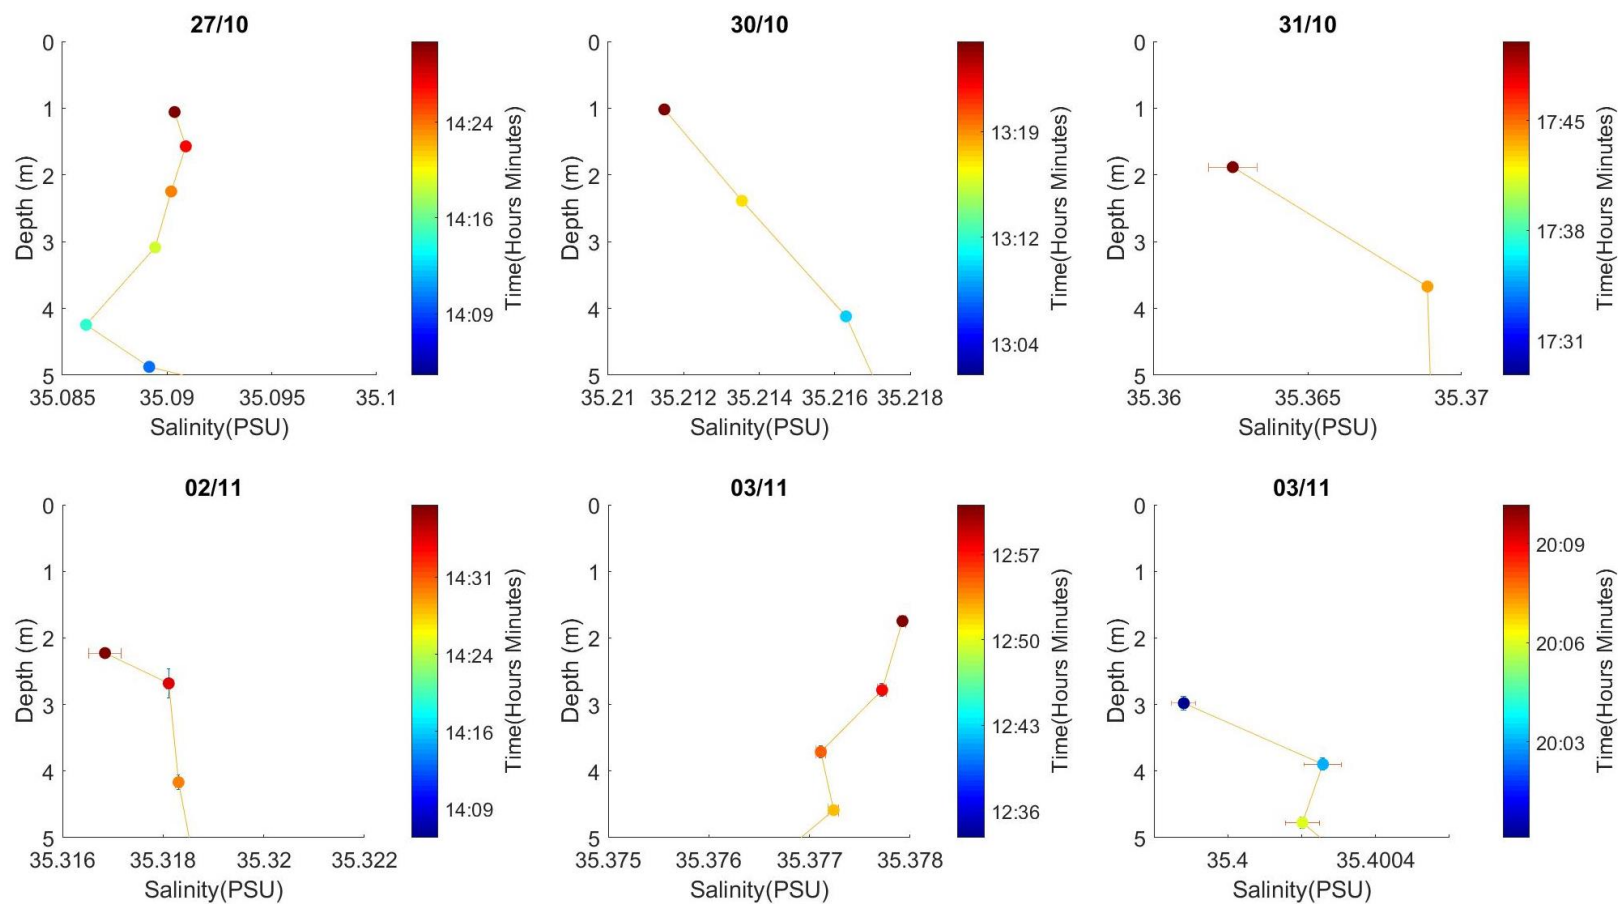 27/10
0
1
2
3
4
5
Depth (m)
35.085 35.09 35.095 35.1
Salinity(PSU)
14:24
14:16
14:09
Time(Hours Minutes)
30/10
0
1
2
3
4
5
Depth (m)
35.21 35.212 35.214 35.216 35.218
Salinity(PSU)
13:19
13:12
13:04
Time(Hours Minutes)
31/10
0
1
2
3
4
5
Depth (m)
35.36 35.365 35.37
Salinity(PSU)
17:45
17:38
17:31
Time(Hours Minutes)
02/11
0
1
2
3
4
5
Depth (m)
35.316 35.318 35.32 35.322
Salinity(PSU)
14:31
14:24
14:16
14:09
Time(Hours Minutes)
03/11
0
1
2
3
4
5
Depth (m)
35.375 35.376 35.377 35.378
Salinity(PSU)
12:57
12:50
12:43
12:36
Time(Hours Minutes)
03/11
0
1
2
3
4
5
Depth (m)
35.4 35.4004
Salinity(PSU)
20:09
20:06
20:03
Time(Hours Minutes)